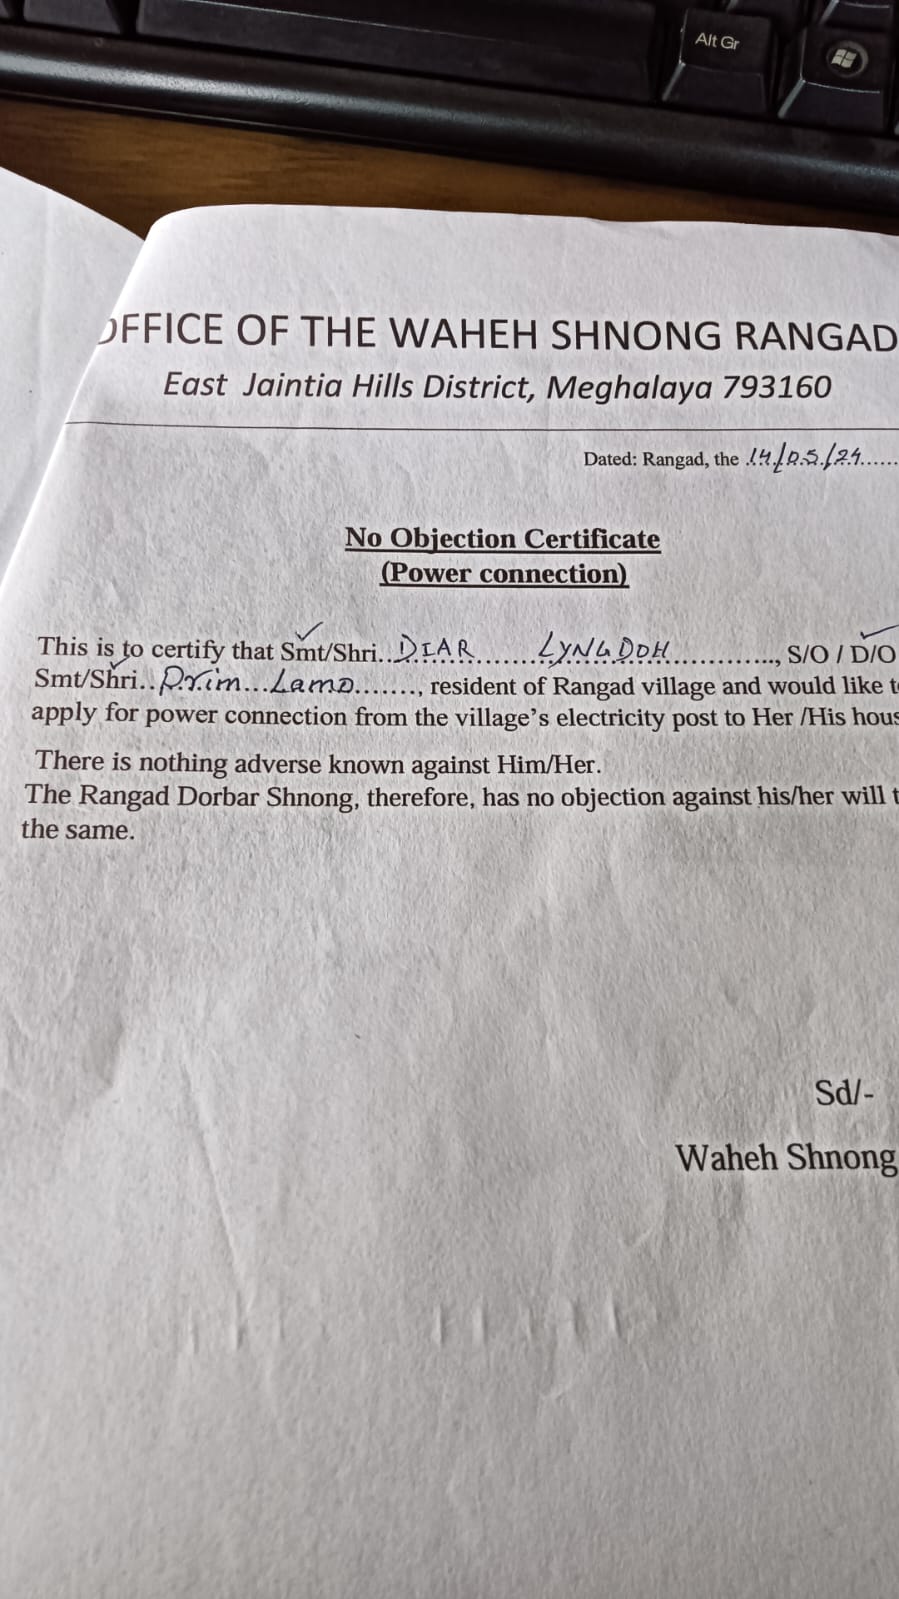 Alt Gr
OFFICE OF THE WAHEH SHNONG RANGAD
East Jaintia Hills District, Meghalaya 793160
Dated: Rangad, the 14/05/24......
No Objection Certificate
(Power connection)
This is to certify that Smt/Shri..DIAR......LYNGDOH............, S/O / D/O
Smt/Shri..Prim...Lamo......., resident of Rangad village and would like t
apply for power connection from the village's electricity post to Her /His hous
There is nothing adverse known against Him/Her.
The Rangad Dorbar Shnong, therefore, has no objection against his/her will t
the same.
Sd/-
Waheh Shnong